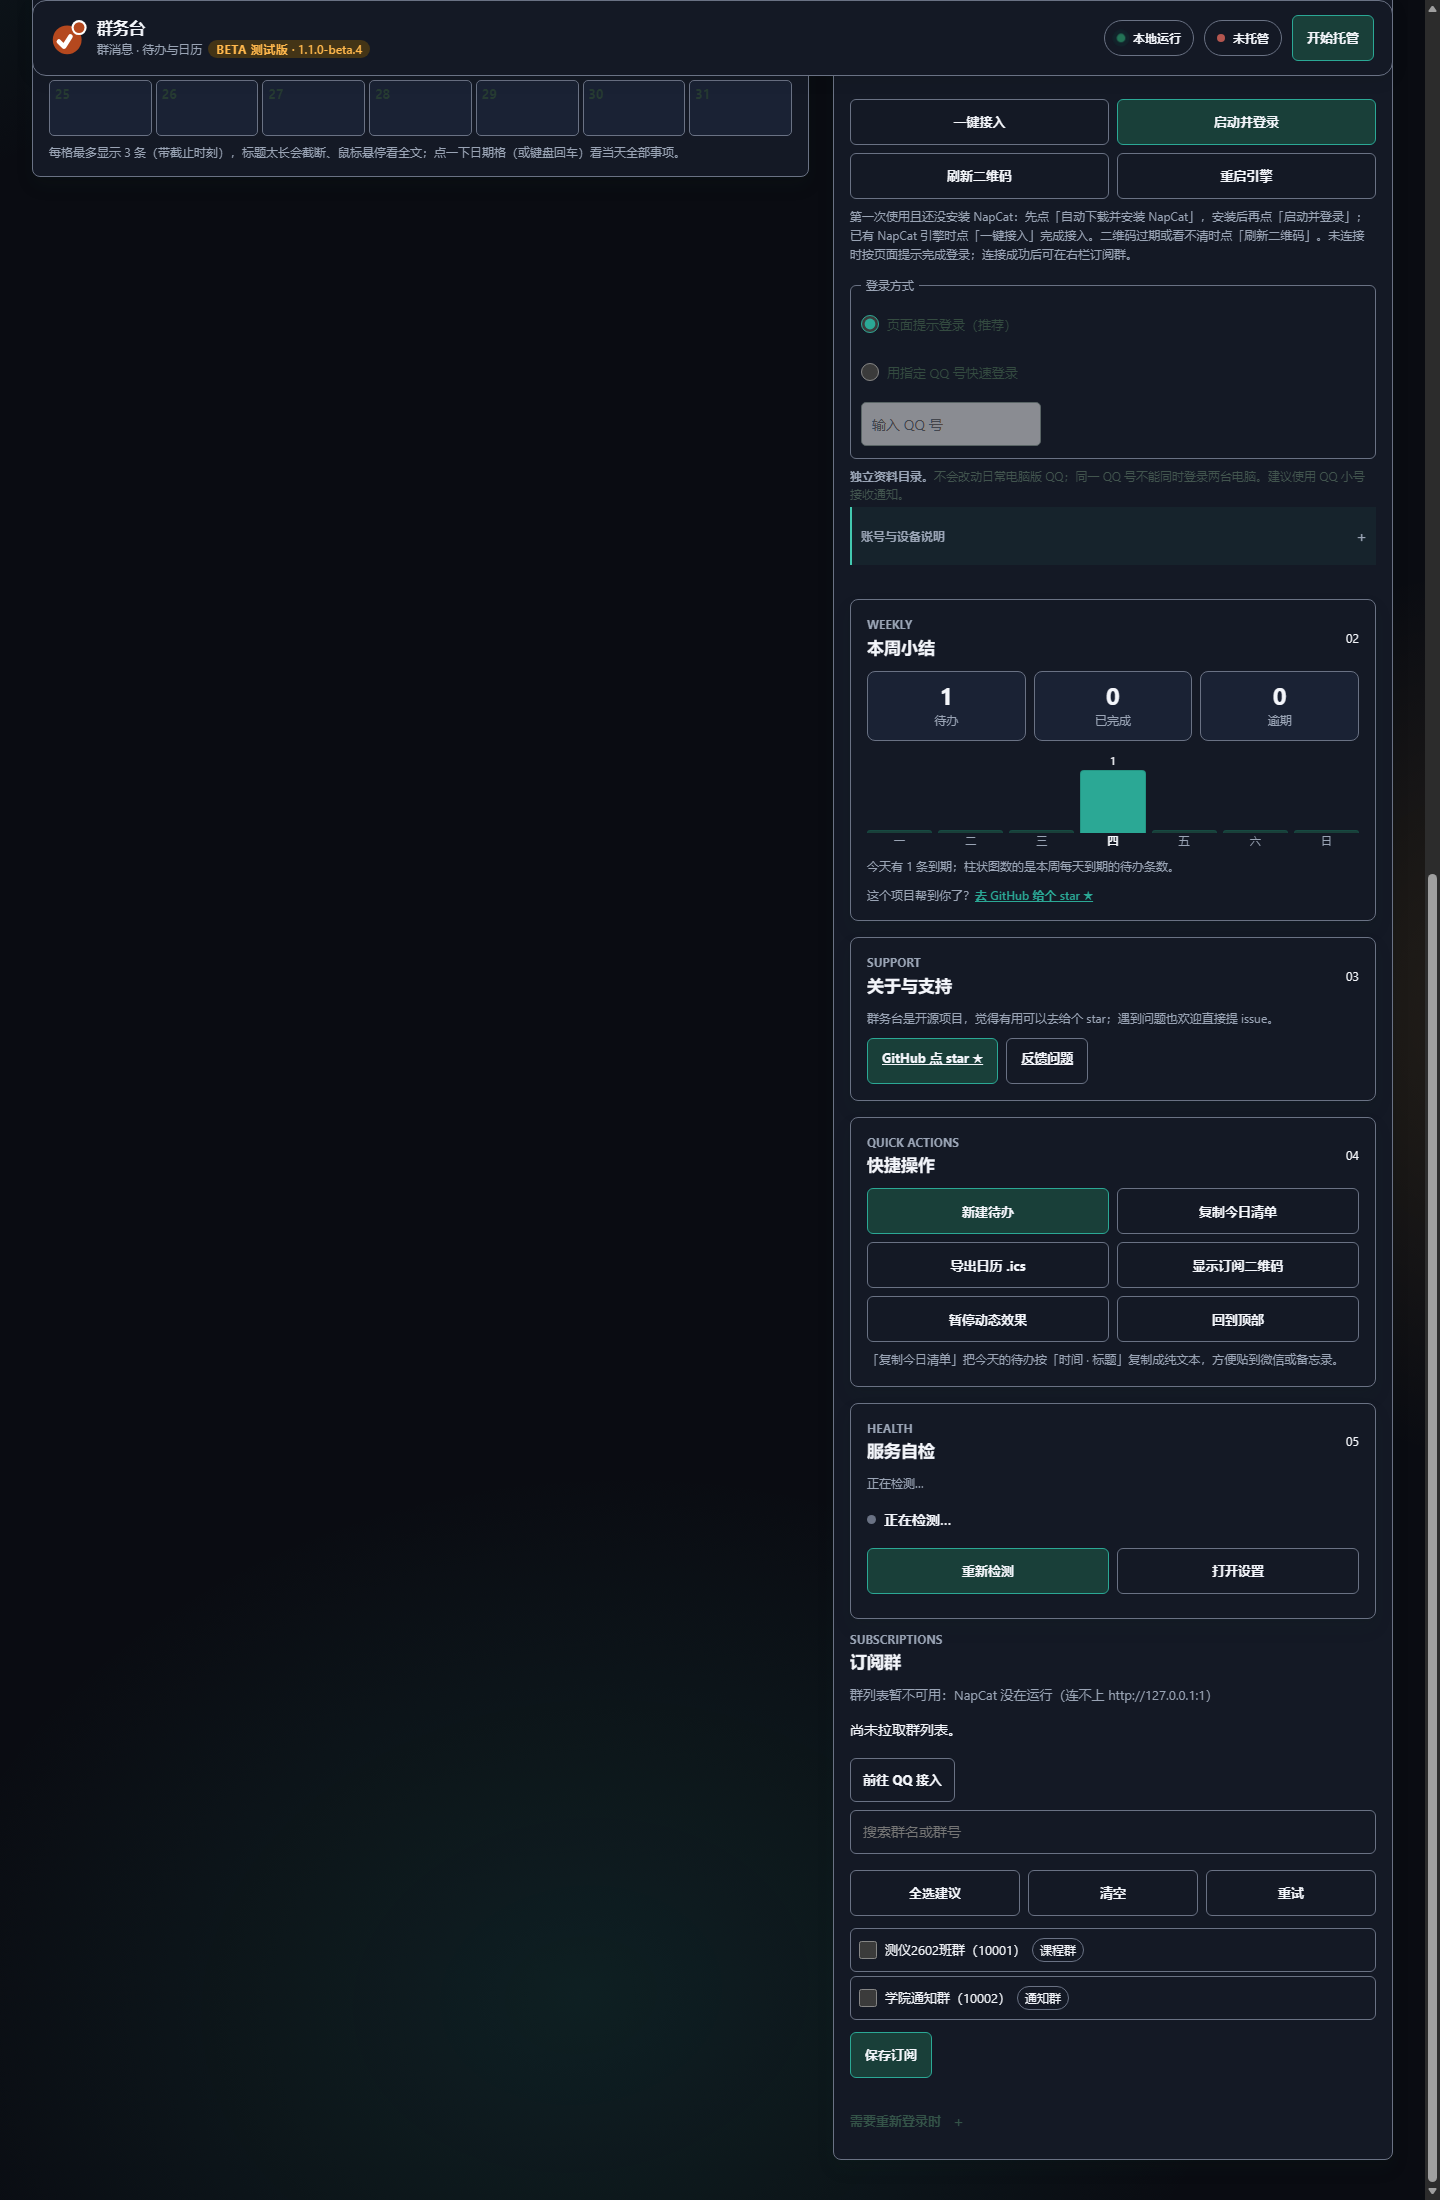 群务台
群消息 · 待办与日历 BETA 测试版 · 1.1.0-beta.4
本地运行
未托管
开始托管
25 26 27 28 29 30 31
每格最多显示 3 条（带截止时刻），标题太长会截断、鼠标悬停看全文；点一下日期格（或键盘回车）看当天全部事项。
一键接入 启动并登录
刷新二维码 重启引擎
第一次使用且还没安装 NapCat：先点「自动下载并安装 NapCat」，安装后再点「启动并登录」；
已有 NapCat 引擎时点「一键接入」完成接入。二维码过期或看不清时点「刷新二维码」。未连接
时按页面提示完成登录；连接成功后可在右栏订阅群。
登录方式
页面提示登录（推荐）
用指定 QQ 号快速登录
输入 QQ 号
独立资料目录。不会改动日常电脑版 QQ；同一 QQ 号不能同时登录两台电脑。建议使用 QQ 小号
接收通知。
账号与设备说明 +
WEEKLY
本周小结
02
1 0 0
待办 已完成 逾期
1
一 二 三 四 五 六 日
今天有 1 条到期；柱状图数的是本周每天到期的待办条数。
这个项目帮到你了？去 GitHub 给个 star ★
SUPPORT
关于与支持
03
群务台是开源项目，觉得有用可以去给个 star；遇到问题也欢迎直接提 issue。
GitHub 点 star ★ 反馈问题
QUICK ACTIONS
快捷操作
04
新建待办 复制今日清单
导出日历 .ics 显示订阅二维码
暂停动态效果 回到顶部
「复制今日清单」把今天的待办按「时间 · 标题」复制成纯文本，方便贴到微信或备忘录。
HEALTH
服务自检
05
正在检测...
正在检测...
重新检测 打开设置
SUBSCRIPTIONS
订阅群
群列表暂不可用：NapCat 没在运行（连不上 http://127.0.0.1:1）
尚未拉取群列表。
前往 QQ 接入
搜索群名或群号
全选建议 清空 重试
测仪2602班群（10001） 课程群
学院通知群（10002） 通知群
保存订阅
需要重新登录时 +